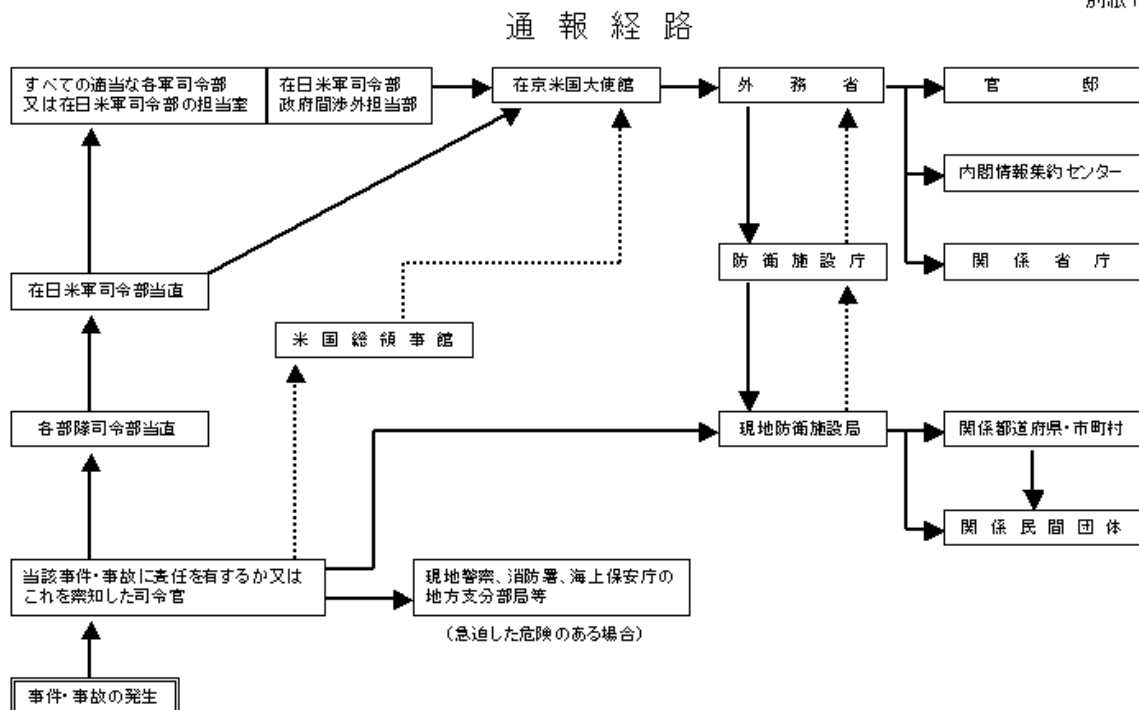 通報経路
すべての適当な各軍司令部
又は在日米軍司令部の担当室
在日米軍司令部
政府間渉外担当部
在京米国大使館
外務省
官邸
内閣情報集約センター
防衛施設庁
関係省庁
在日米軍司令部当直
米国総領事館
各部隊司令部当直
現地防衛施設局
関係都道府県・市町村
関係民間団体
当該事件・事故に責任を有するか又は
これを察知した司令官
現地警察、消防署、海上保安庁の
地方支分部局等
(急迫した危険のある場合)
事件・事故の発生